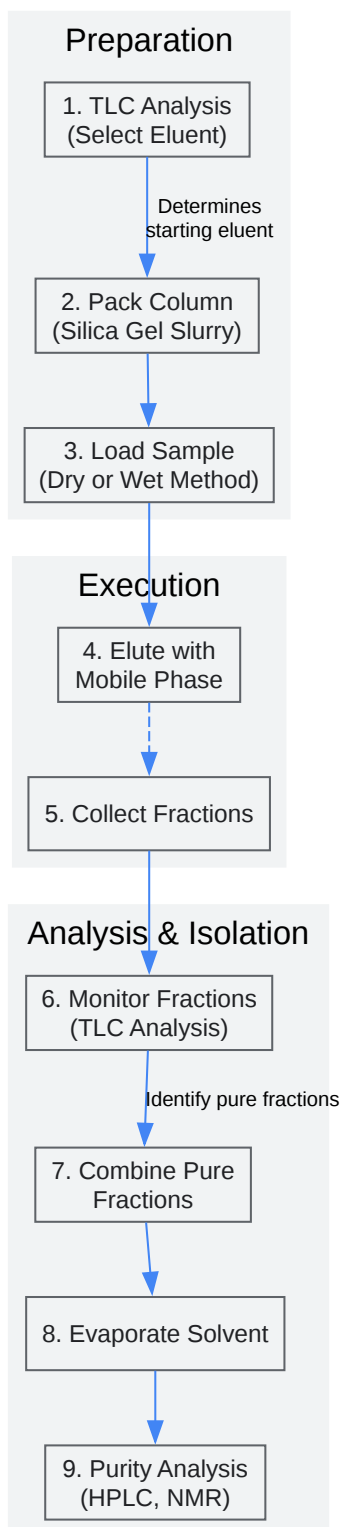 Preparation
1. TLC Analysis
(Select Eluent)
Determines
starting eluent
2. Pack Column
(Silica Gel Slurry)
3. Load Sample
(Dry or Wet Method)
Execution
4. Elute with
Mobile Phase
5. Collect Fractions
Analysis & Isolation
6. Monitor Fractions
(TLC Analysis)
Identify pure fractions
7. Combine Pure
Fractions
8. Evaporate Solvent
9. Purity Analysis
(HPLC, NMR)